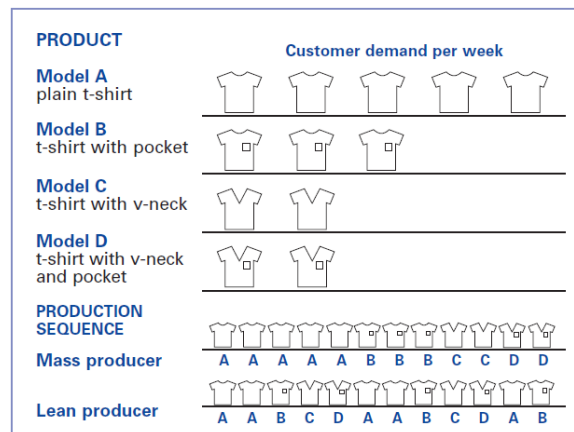 PRODUCT
Customer demand per week
Model A
plain t-shirt
Model B
t-shirt with pocket
Model C
t-shirt with v-neck
Model D
t-shirt with v-neck
and pocket
PRODUCTION
SEQUENCE
Mass producer A A A A A B B B C C D D
Lean producer A A B C D A A B C D A B